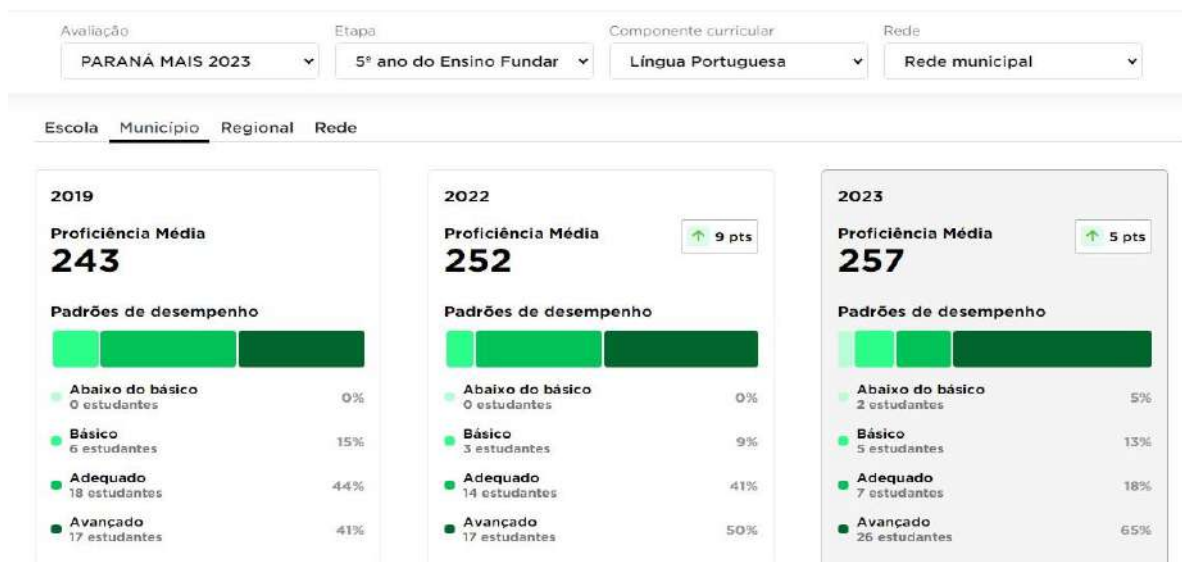 Avaliação
Etapa
Componente curricular
Rede
PARANÁ MAIS 2023
5º ano do Ensino Fundar
Língua Portuguesa
Rede municipal
Escola Município Regional Rede
2019
Proficiência Média
243
Padrões de desempenho
Abaixo do básico
0 estudantes
0%
Básico
6 estudantes
15%
Adequado
18 estudantes
44%
Avançado
17 estudantes
41%
2022
Proficiência Média
9 pts
252
Padrões de desempenho
Abaixo do básico
0 estudantes
0%
Básico
3 estudantes
9%
Adequado
14 estudantes
41%
Avançado
17 estudantes
50%
2023
Proficiência Média
5 pts
257
Padrões de desempenho
Abaixo do básico
2 estudantes
5%
Básico
5 estudantes
13%
Adequado
7 estudantes
18%
Avançado
26 estudantes
65%